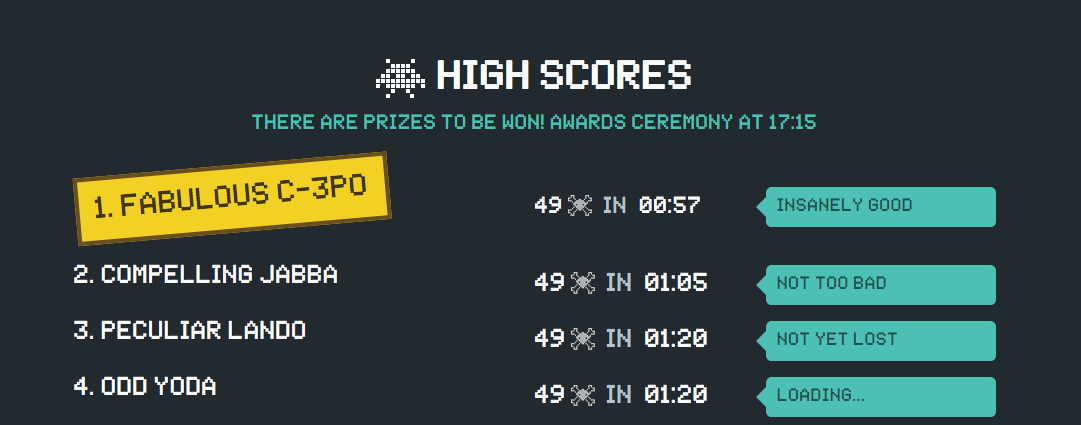 HIGH SCORES
THERE ARE PRIZES TO BE WON! AWARDS CEREMONY AT 17:15
1. FABULOUS C-3PO
49 IN 00:57
INSANELY GOOD
2. COMPELLING JABBA
49 IN 01:05
NOT TOO BAD
3. PECULIAR LANDO
49 IN 01:20
NOT YET LOST
4. ODD YODA
49 IN 01:20
LOADING...